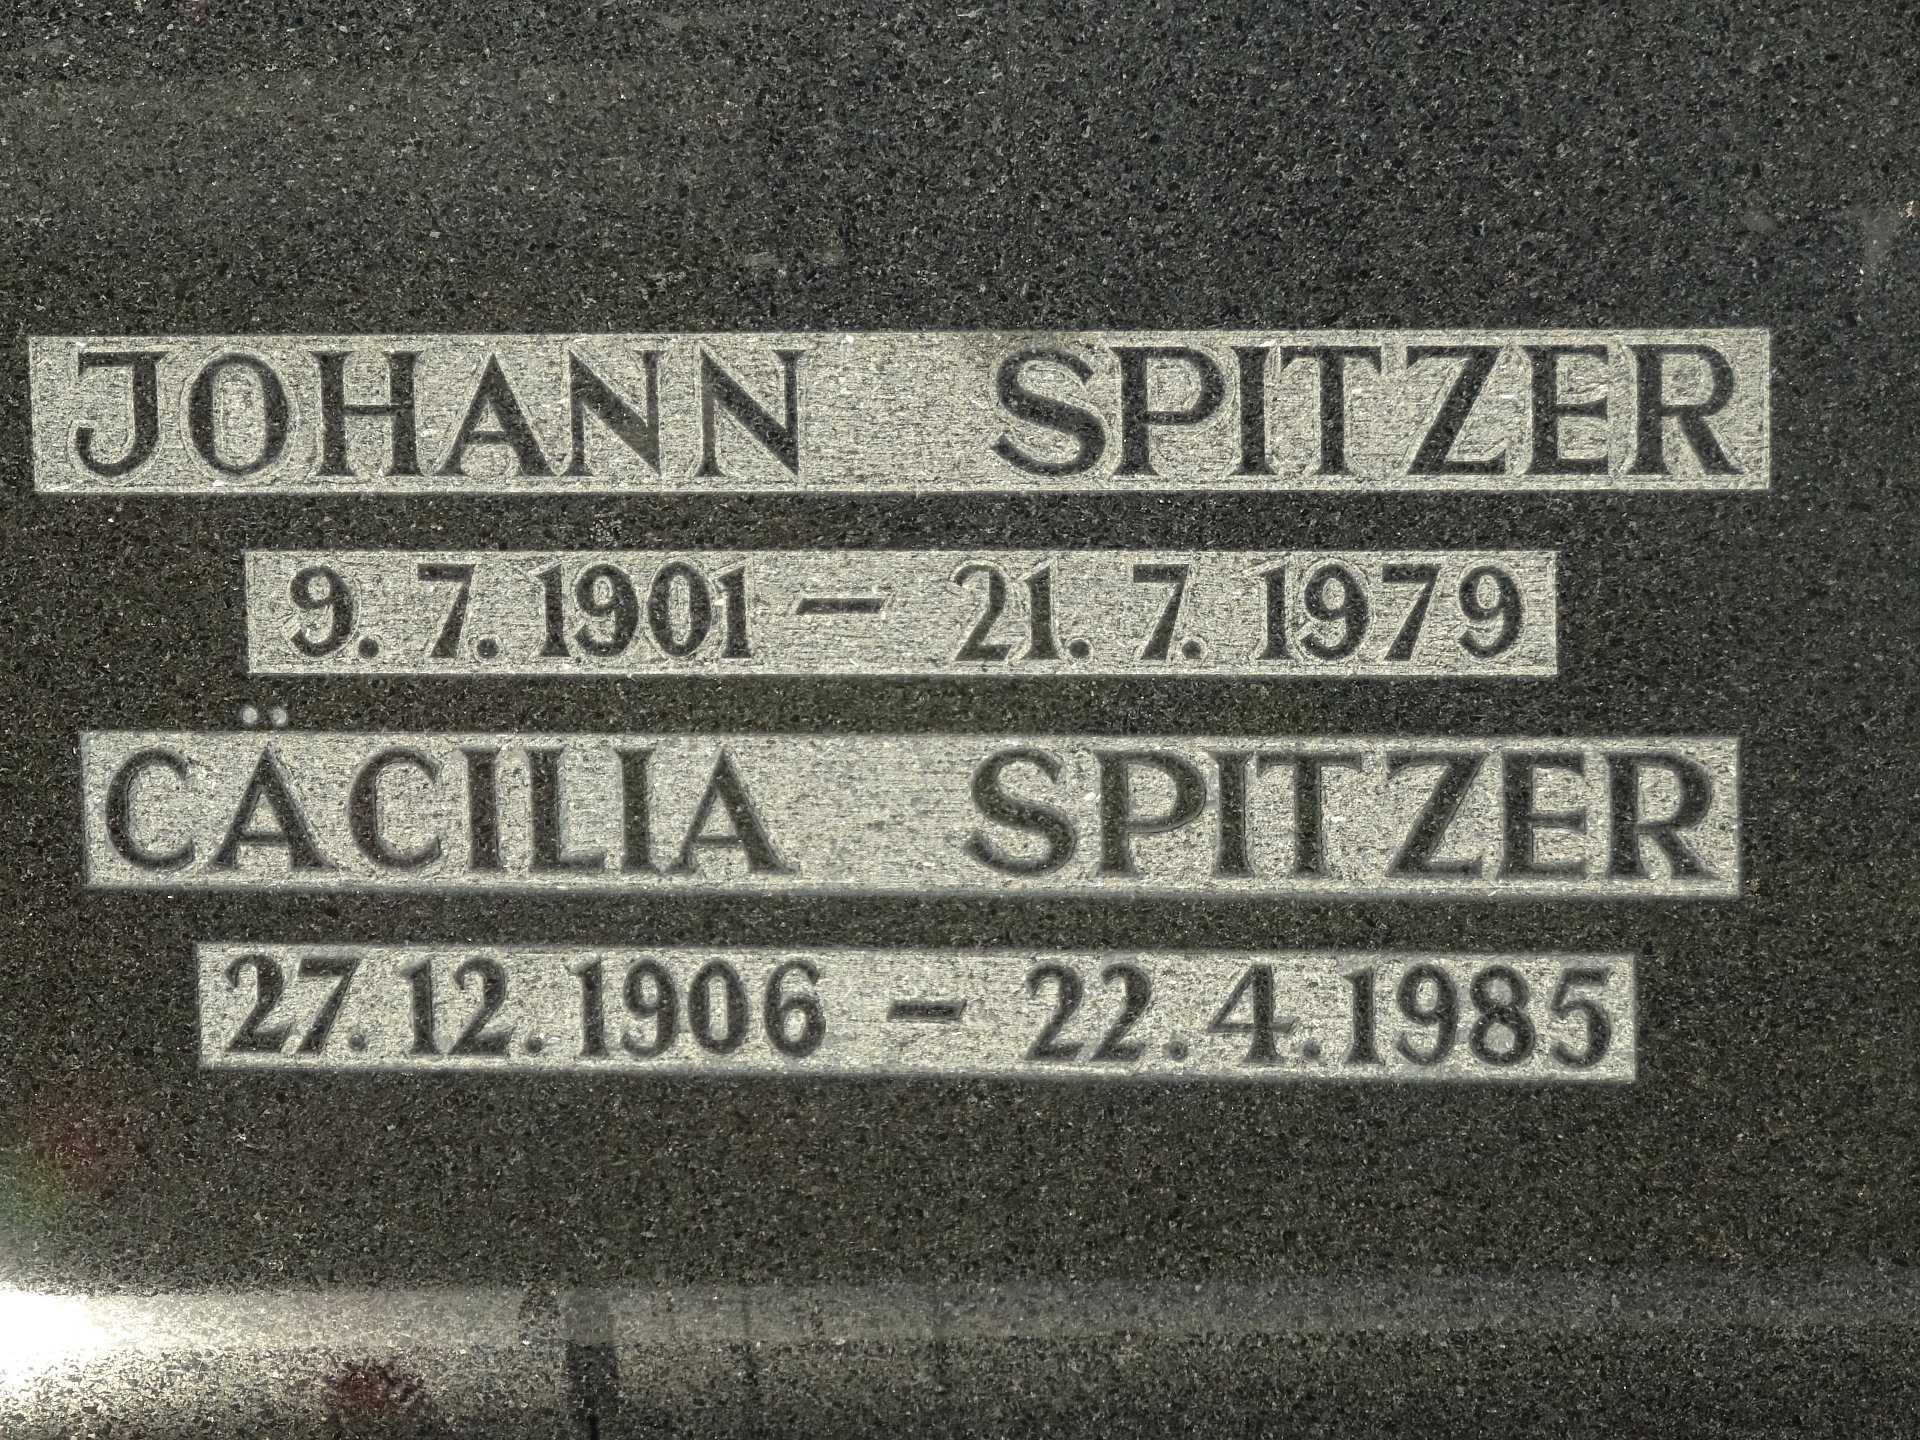 JOHANN SPITZER
9. 7. 1901 – 21. 7. 1979
CÄCILIA SPITZER
27. 12. 1906 – 22. 4. 1985